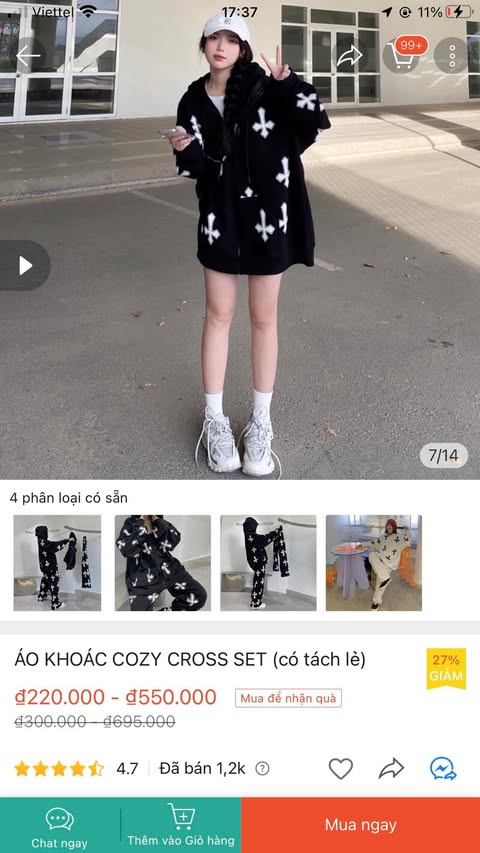 Viettel
17:37
11%
99+
7/14
4 phân loại có sẵn
ÁO KHOÁC COZY CROSS SET (có tách lẻ)
27%
GIẢM
₫220.000 - ₫550.000
Mua để nhận quà
₫300.000 - ₫695.000
4.7
Đã bán 1,2k
?
Chat ngay
Thêm vào Giỏ hàng
Mua ngay